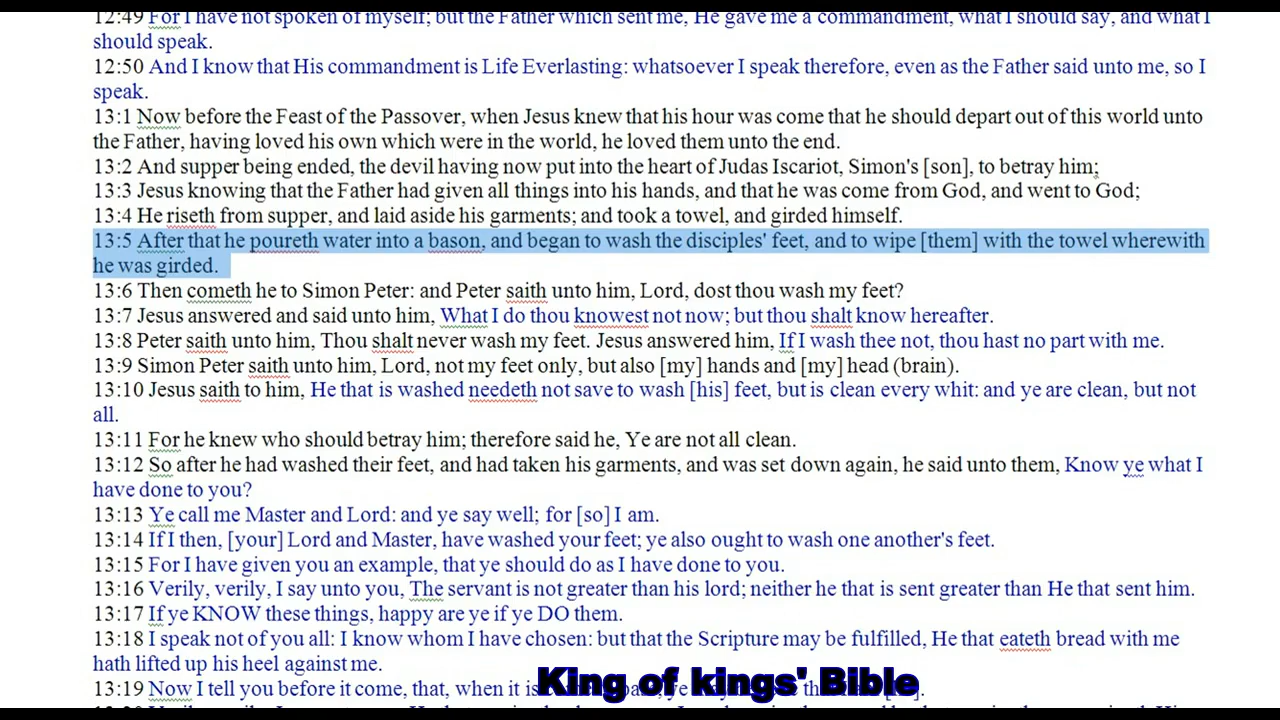 12:49 For I have not spoken of myself; but the Father which sent me, He gave me a commandment, what I should say, and what I
should speak.
12:50 And I know that His commandment is Life Everlasting: whatsoever I speak therefore, even as the Father said unto me, so I
speak.
13:1 Now before the Feast of the Passover, when Jesus knew that his hour was come that he should depart out of this world unto
the Father, having loved his own which were in the world, he loved them unto the end.
13:2 And supper being ended, the devil having now put into the heart of Judas Iscariot, Simon's [son], to betray him;
13:3 Jesus knowing that the Father had given all things into his hands, and that he was come from God, and went to God;
13:4 He riseth from supper, and laid aside his garments; and took a towel, and girded himself.
13:5 After that he poureth water into a bason, and began to wash the disciples' feet, and to wipe [them] with the towel wherewith
he was girded.
13:6 Then cometh he to Simon Peter: and Peter saith unto him, Lord, dost thou wash my feet?
13:7 Jesus answered and said unto him, What I do thou knowest not now; but thou shalt know hereafter.
13:8 Peter saith unto him, Thou shalt never wash my feet. Jesus answered him, If I wash thee not, thou hast no part with me.
13:9 Simon Peter saith unto him, Lord, not my feet only, but also [my] hands and [my] head (brain).
13:10 Jesus saith to him, He that is washed needeth not save to wash [his] feet, but is clean every whit: and ye are clean, but not
all.
13:11 For he knew who should betray him; therefore said he, Ye are not all clean.
13:12 So after he had washed their feet, and had taken his garments, and was set down again, he said unto them, Know ye what I
have done to you?
13:13 Ye call me Master and Lord: and ye say well; for [so] I am.
13:14 If I then, [your] Lord and Master, have washed your feet; ye also ought to wash one another's feet.
13:15 For I have given you an example, that ye should do as I have done to you.
13:16 Verily, verily, I say unto you, The servant is not greater than his lord; neither he that is sent greater than He that sent him.
13:17 If ye KNOW these things, happy are ye if ye DO them.
13:18 I speak not of you all: I know whom I have chosen: but that the Scripture may be fulfilled, He that eateth bread with me
hath lifted up his heel against me.
13:19 Now I tell you before it come, that, when it is
King of kings' Bible